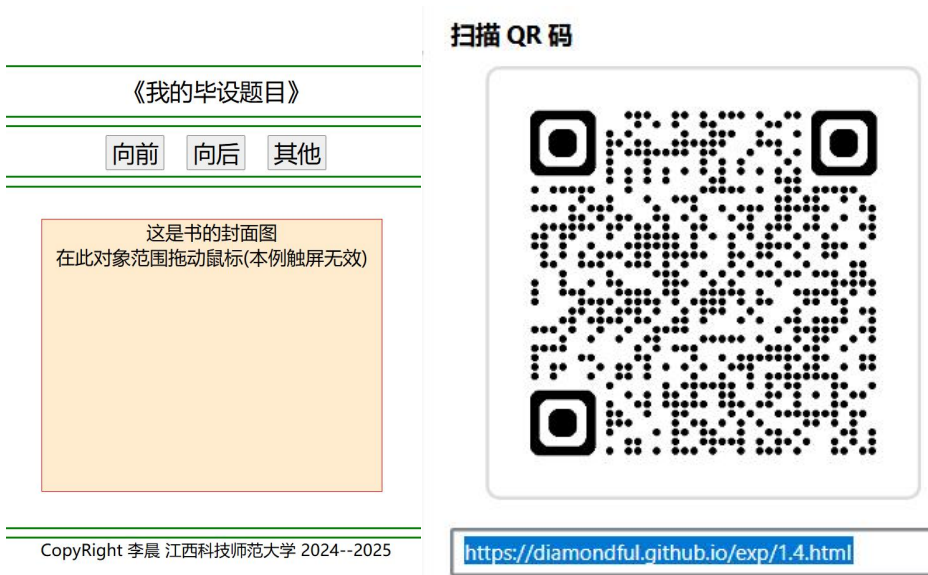 《我的毕设题目》
向前 向后 其他
这是书的封面图
在此对象范围拖动鼠标(本例触屏无效)
CopyRight 李晨 江西科技师范大学 2024--2025
扫描 QR 码
https://diamondful.github.io/exp/1.4.html